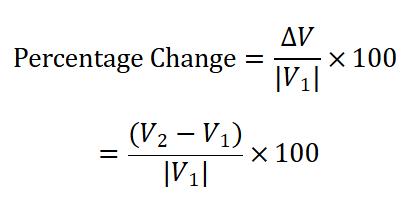 Percentage Change = ΔV / |V₁| × 100
= (V₂ − V₁) / |V₁| × 100